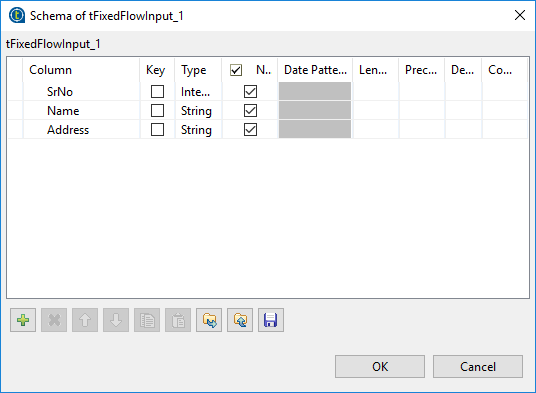 Schema of tFixedFlowInput_1
tFixedFlowInput_1
Column Key Type N.. Date Patte... Len... Prec... De... Co...
SrNo Inte...
Name String
Address String
OK Cancel